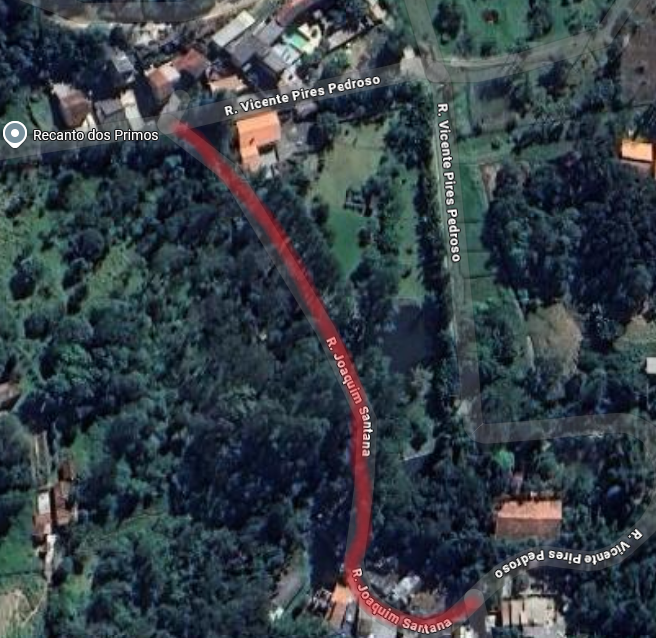 R. Vicente Pires Pedroso
Recanto dos Primos
R. Vicente Pires Pedroso
R. Joaquim Santana
R. Vicente Pires Pedroso
R. Joaquim Santana